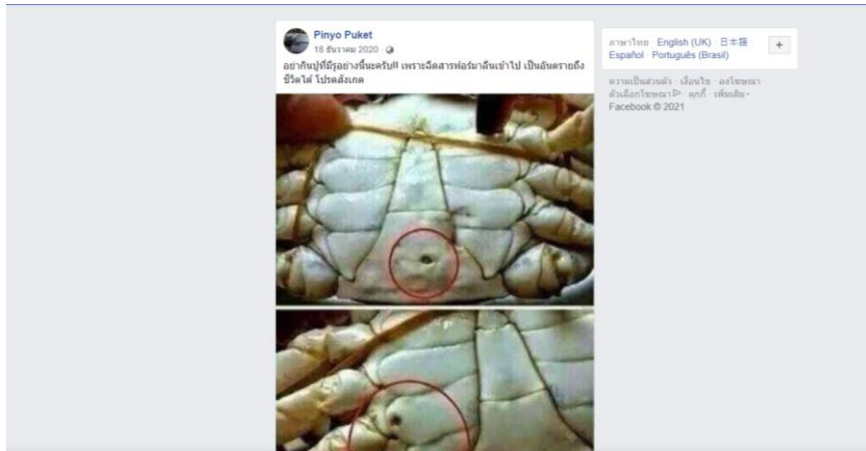 Pinyo Puket
18 ธันวาคม 2020 ·
อย่ากินปูที่มีรูอย่างนี้นะครับ!! เพราะฉีดสารฟอร์มาลีนเข้าไป เป็นอันตรายถึง
ชีวิตได้ โปรดสังเกต
ภาษาไทย · English (UK) · 日本語 ·
Español · Português (Brasil)
ความเป็นส่วนตัว · เงื่อนไข · ลงโฆษณา ·
ตัวเลือกโฆษณา · คุกกี้ · เพิ่มเติม ·
Facebook © 2021